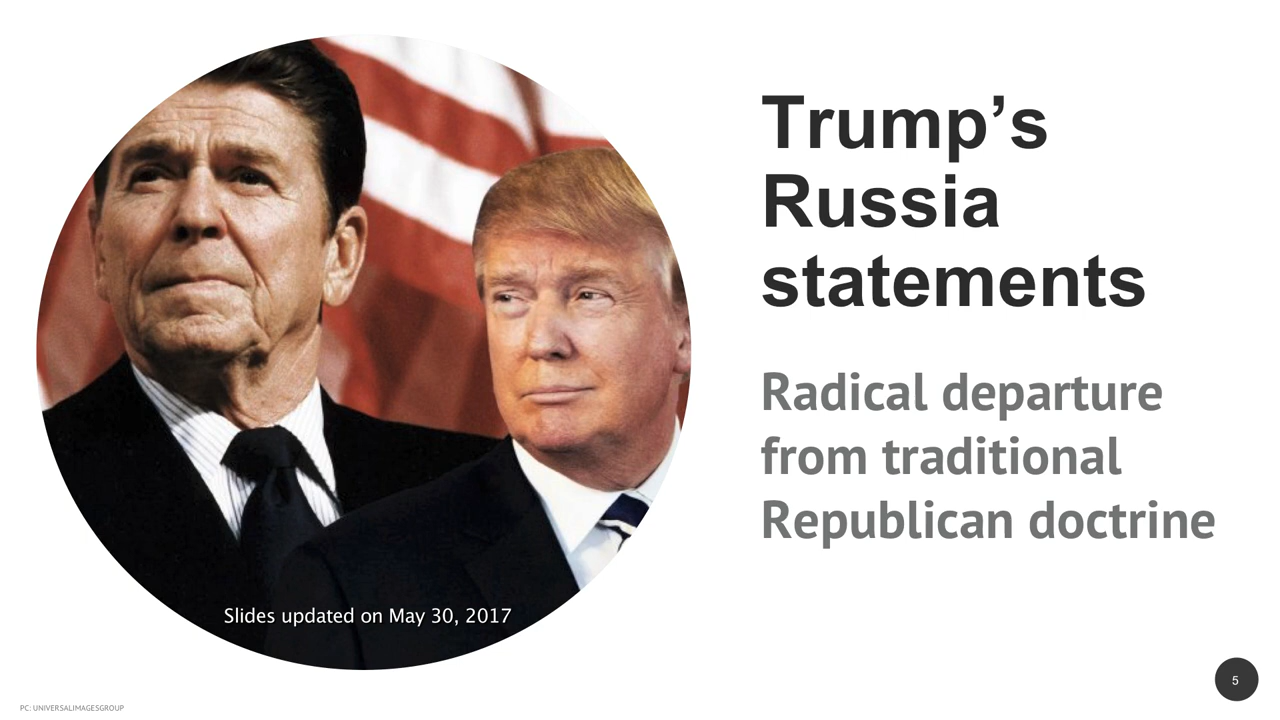 Trump’s
Russia
statements
Radical departure
from traditional
Republican doctrine
Slides updated on May 30, 2017
5
PC: UNIVERSALIMAGESGROUP